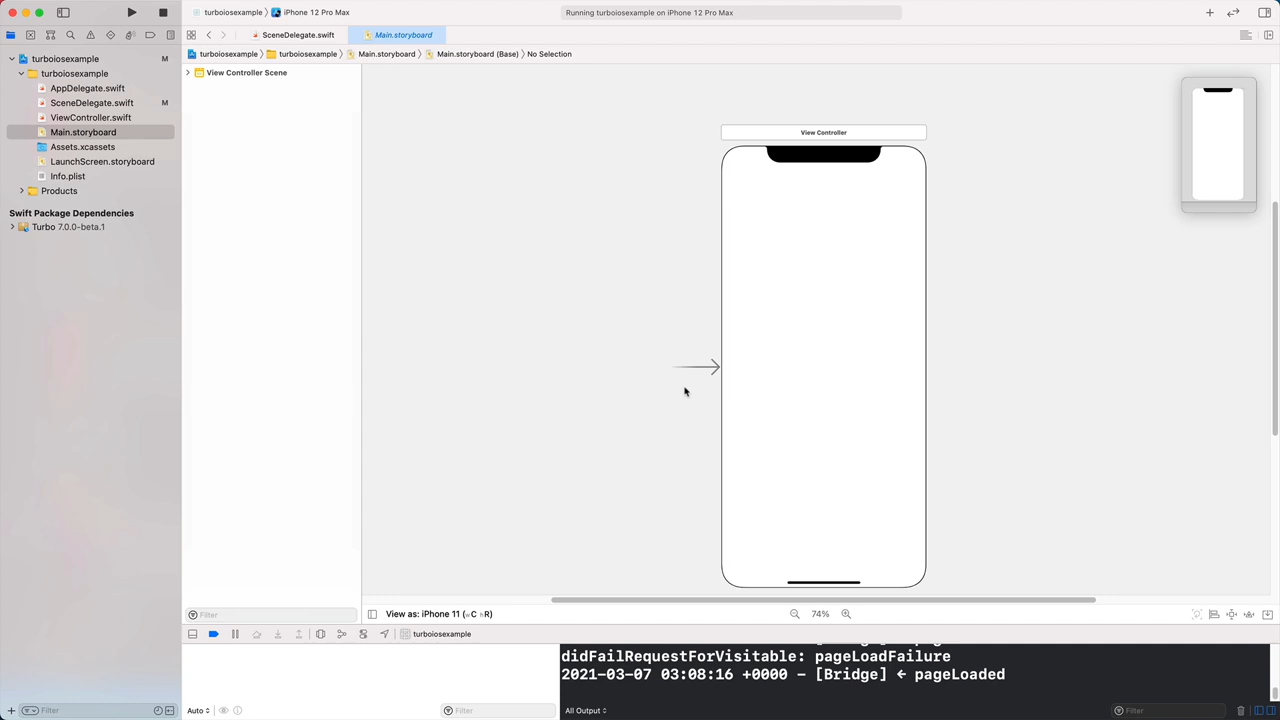 turboiosexample 〉 iPhone 12 Pro Max
Running turboiosexample on iPhone 12 Pro Max
SceneDelegate.swift
Main.storyboard
turboiosexample 〉 turboiosexample 〉 Main.storyboard 〉 Main.storyboard (Base) 〉 No Selection
turboiosexample M
turboiosexample
AppDelegate.swift
SceneDelegate.swift M
ViewController.swift
Main.storyboard
Assets.xcassets
LaunchScreen.storyboard
Info.plist
Products
Swift Package Dependencies
Turbo 7.0.0-beta.1
View Controller Scene
View Controller
Filter
View as: iPhone 11 (wC hR)
74%
turboiosexample
didFailRequestForVisitable: pageLoadFailure
2021-03-07 03:08:16 +0000 - [Bridge] ← pageLoaded
Filter
Auto
Filter
All Output
Filter